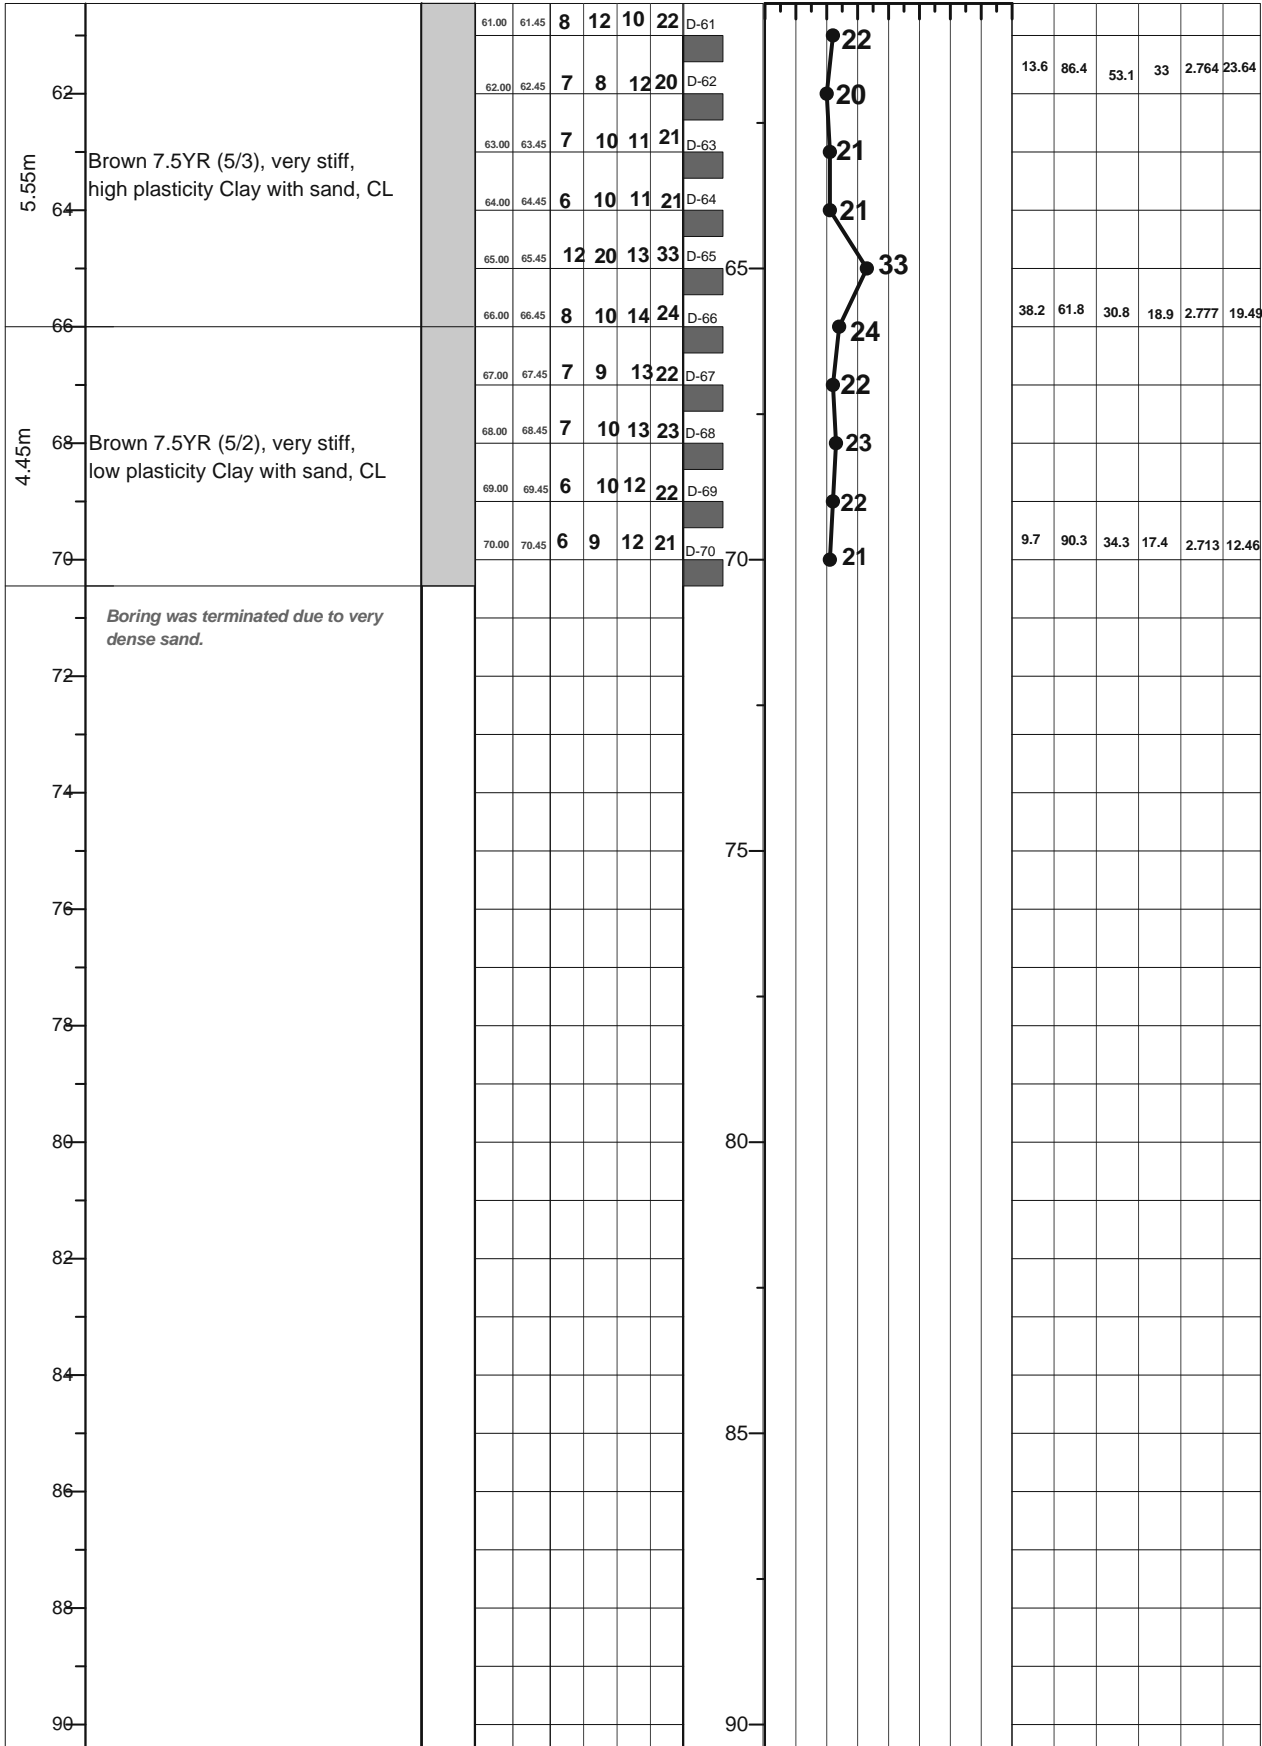 61.00 61.45 8 12 10 22 D-61
22
13.6 86.4 53.1 33 2.764 23.64
62.00 62.45 7 8 12 20 D-62
62
20
63.00 63.45 7 10 11 21 D-63
21
5.55m
Brown 7.5YR (5/3), very stiff,
high plasticity Clay with sand, CL
64.00 64.45 6 10 11 21 D-64
64
21
65.00 65.45 12 20 13 33 D-65
65
33
66.00 66.45 8 10 14 24 D-66
38.2 61.8 30.8 18.9 2.777 19.49
66
24
67.00 67.45 7 9 13 22 D-67
22
68.00 68.45 7 10 13 23 D-68
68
23
4.45m
Brown 7.5YR (5/2), very stiff,
low plasticity Clay with sand, CL
69.00 69.45 6 10 12 22 D-69
22
70.00 70.45 6 9 12 21 D-70
9.7 90.3 34.3 17.4 2.713 12.46
70
70
21
Boring was terminated due to very
dense sand.
72
74
75
76
78
80
80
82
84
85
86
88
90
90